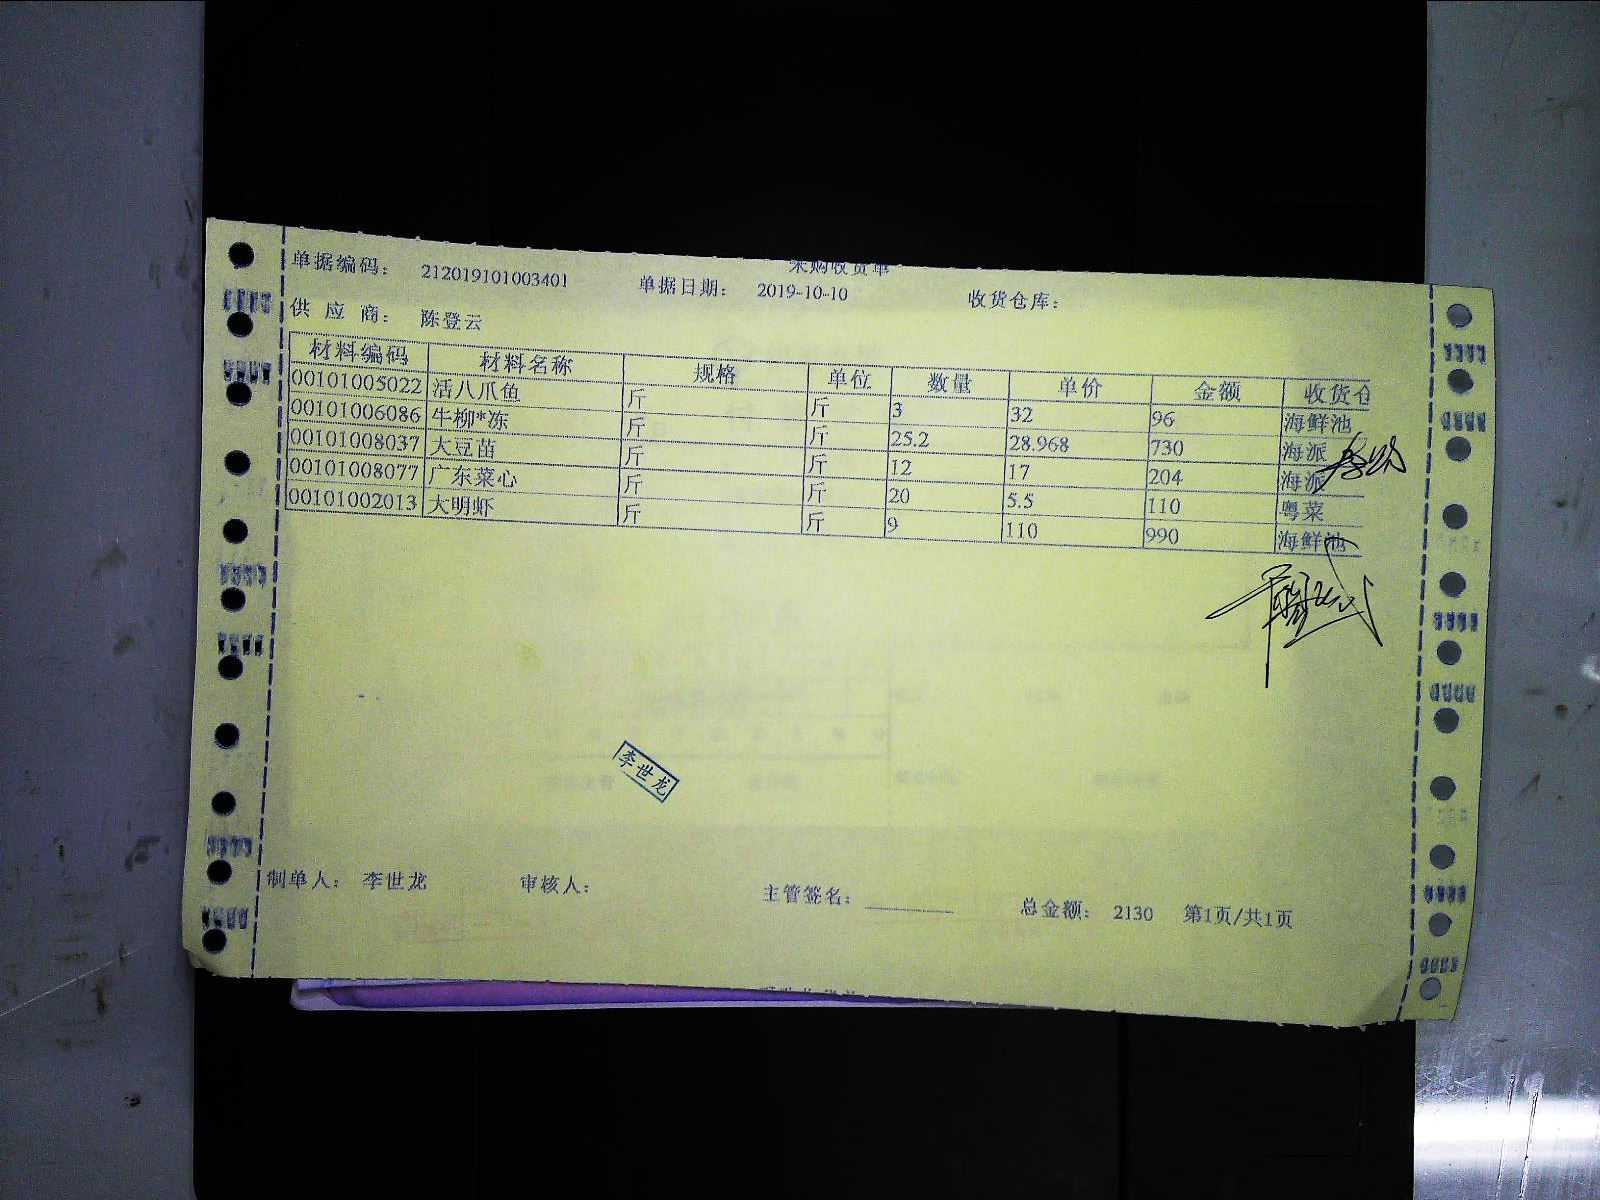 采购收货单
单据编码: 212019101003401 单据日期: 2019-10-10 收货仓库:
供 应 商: 陈登云
材料编码 材料名称 规格 单位 数量 单价 金额 收货仓
00101005022 活八爪鱼 斤 斤 3 32 96 海鲜池
00101006086 牛柳*冻 斤 斤 25.2 28.968 730 海派
00101008037 大豆苗 斤 斤 12 17 204 海派
00101008077 广东菜心 斤 斤 20 5.5 110 粤菜
00101002013 大明虾 斤 斤 9 110 990 海鲜池
李世龙
制单人: 李世龙 审核人: 主管签名: 总金额: 2130 第1页/共1页